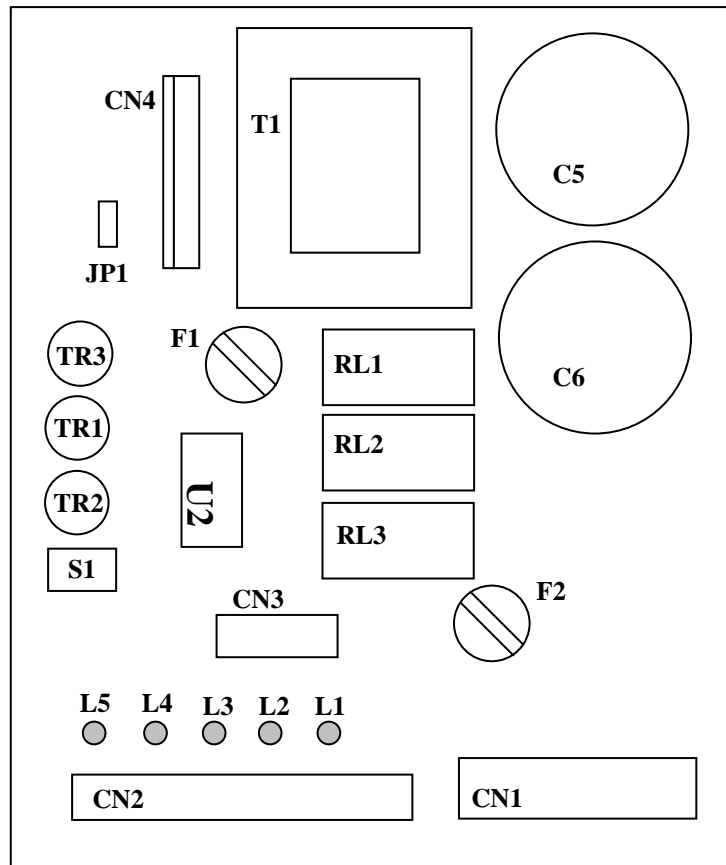 CN4
T1
C5
JP1
F1
TR3
RL1
C6
TR1
RL2
U2
TR2
RL3
S1
CN3
F2
L5 L4 L3 L2 L1
CN2
CN1